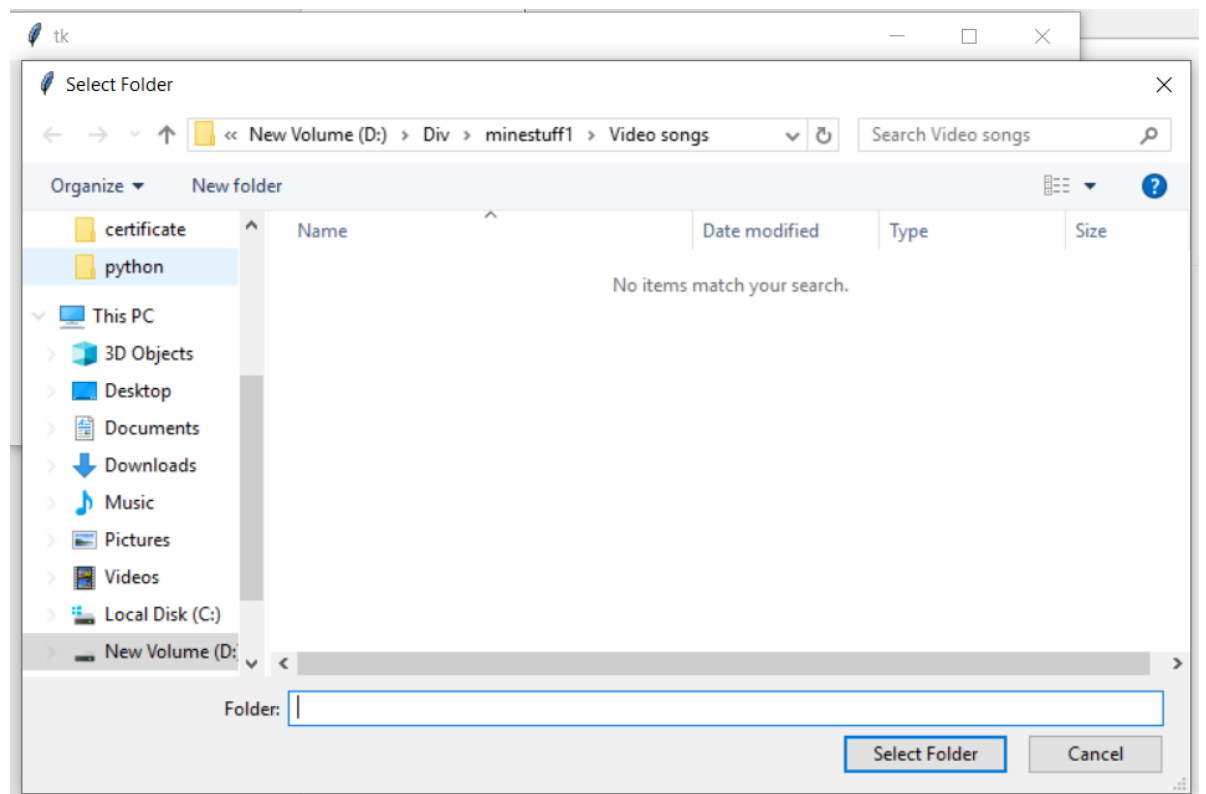 tk
Select Folder
« New Volume (D:) › Div › minestuff1 › Video songs
Search Video songs
Organize
New folder
certificate
Name
Date modified
Type
Size
python
No items match your search.
This PC
3D Objects
Desktop
Documents
Downloads
Music
Pictures
Videos
Local Disk (C:)
New Volume (D:
Folder:
Select Folder
Cancel